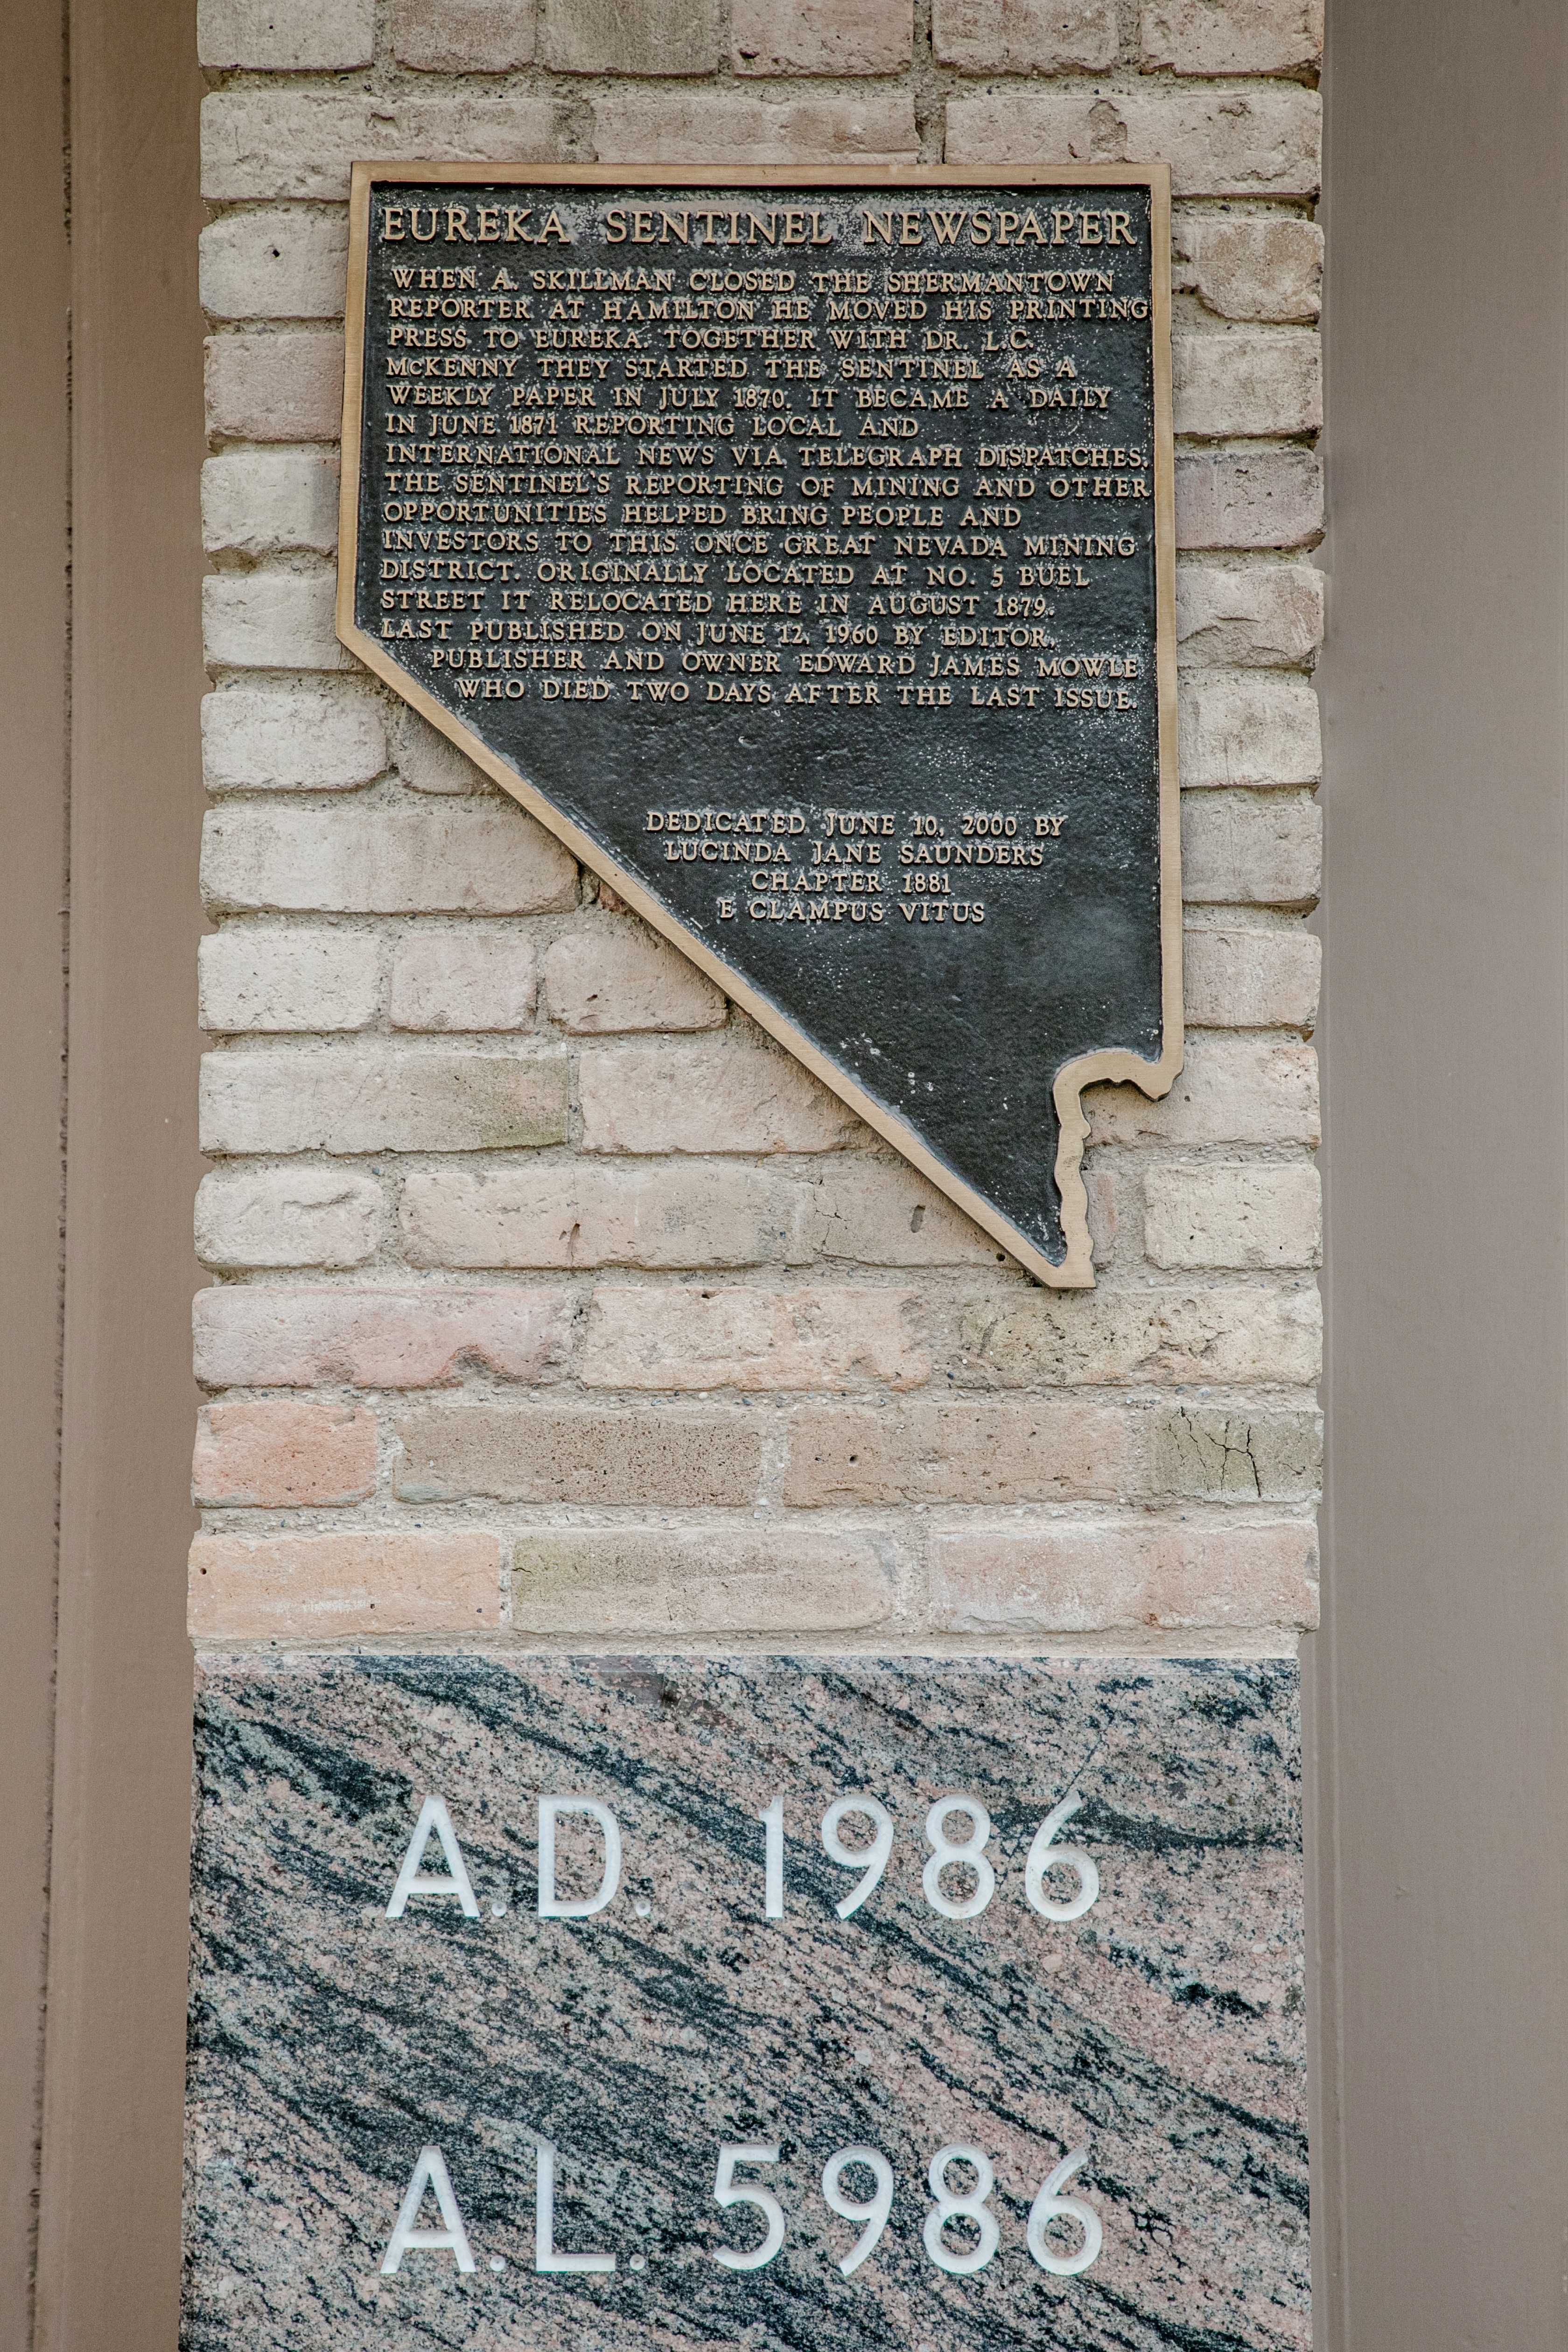 EUREKA SENTINEL NEWSPAPER
WHEN A. SKILLMAN CLOSED THE SHERMANTOWN
REPORTER AT HAMILTON HE MOVED HIS PRINTING
PRESS TO EUREKA. TOGETHER WITH DR. L.C.
McKENNY THEY STARTED THE SENTINEL AS A
WEEKLY PAPER IN JULY 1870. IT BECAME A DAILY
IN JUNE 1871 REPORTING LOCAL AND
INTERNATIONAL NEWS VIA TELEGRAPH DISPATCHES.
THE SENTINEL'S REPORTING OF MINING AND OTHER
OPPORTUNITIES HELPED BRING PEOPLE AND
INVESTORS TO THIS ONCE GREAT NEVADA MINING
DISTRICT. ORIGINALLY LOCATED AT NO. 5 BUEL
STREET IT RELOCATED HERE IN AUGUST 1879.
LAST PUBLISHED ON JUNE 12, 1960 BY EDITOR,
PUBLISHER AND OWNER EDWARD JAMES MOWLE
WHO DIED TWO DAYS AFTER THE LAST ISSUE.
DEDICATED JUNE 10, 2000 BY
LUCINDA JANE SAUNDERS
CHAPTER 1881
E CLAMPUS VITUS
A.D. 1986
A.L. 5986